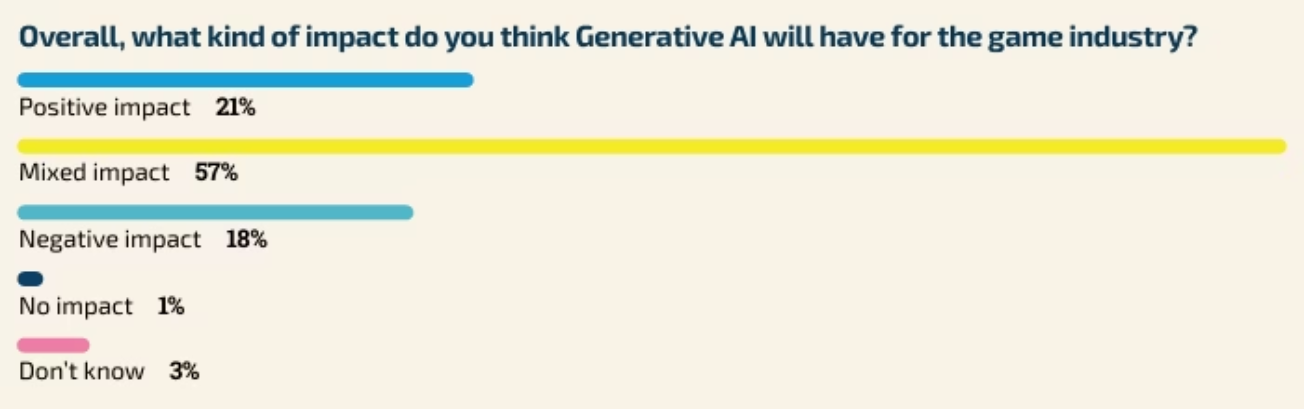 Overall, what kind of impact do you think Generative AI will have for the game industry?
Positive impact 21%
Mixed impact 57%
Negative impact 18%
No impact 1%
Don't know 3%